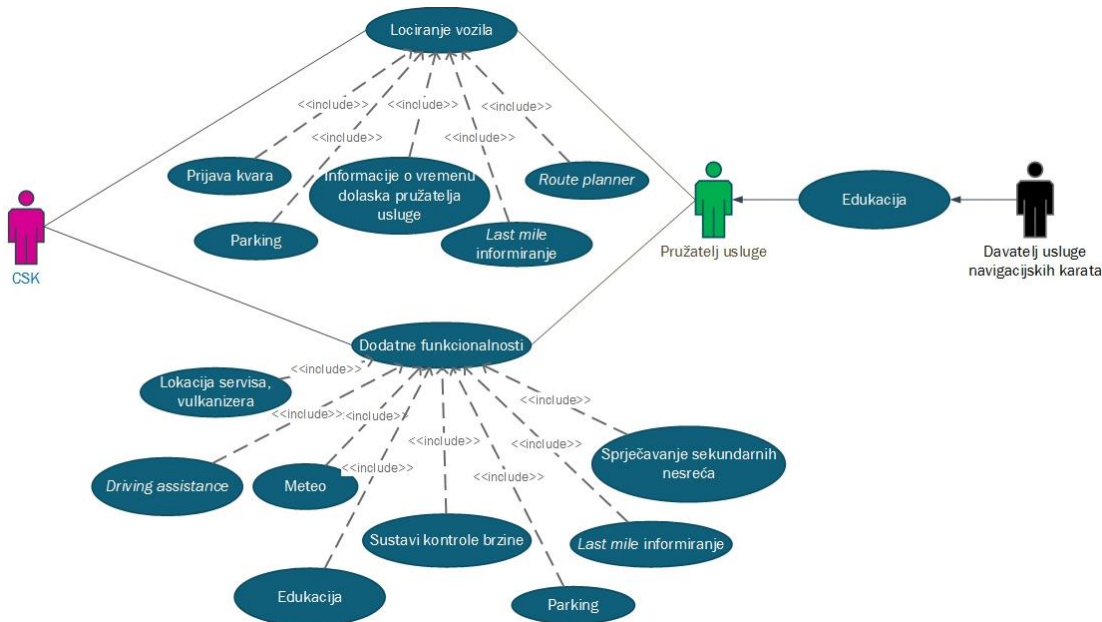 Lociranje vozila
<<include>>
<<include>>
<<include>>
<<include>>
<<include>>
Prijava kvara
Informacije o vremenu
dolaska pružatelja
usluge
Route planner
Parking
Last mile
informiranje
CSK
Pružatelj usluge
Edukacija
Davatelj usluge
navigacijskih karata
Dodatne funkcionalnosti
<<include>>
Lokacija servisa,
vulkanizera
<<include>>
<<include>>
<<include>>
<<include>>
<<include>>
<<include>>
<<include>>
Sprječavanje sekundarnih
nesreća
Driving assistance
Meteo
Sustavi kontrole brzine
Last mile informiranje
Edukacija
Parking